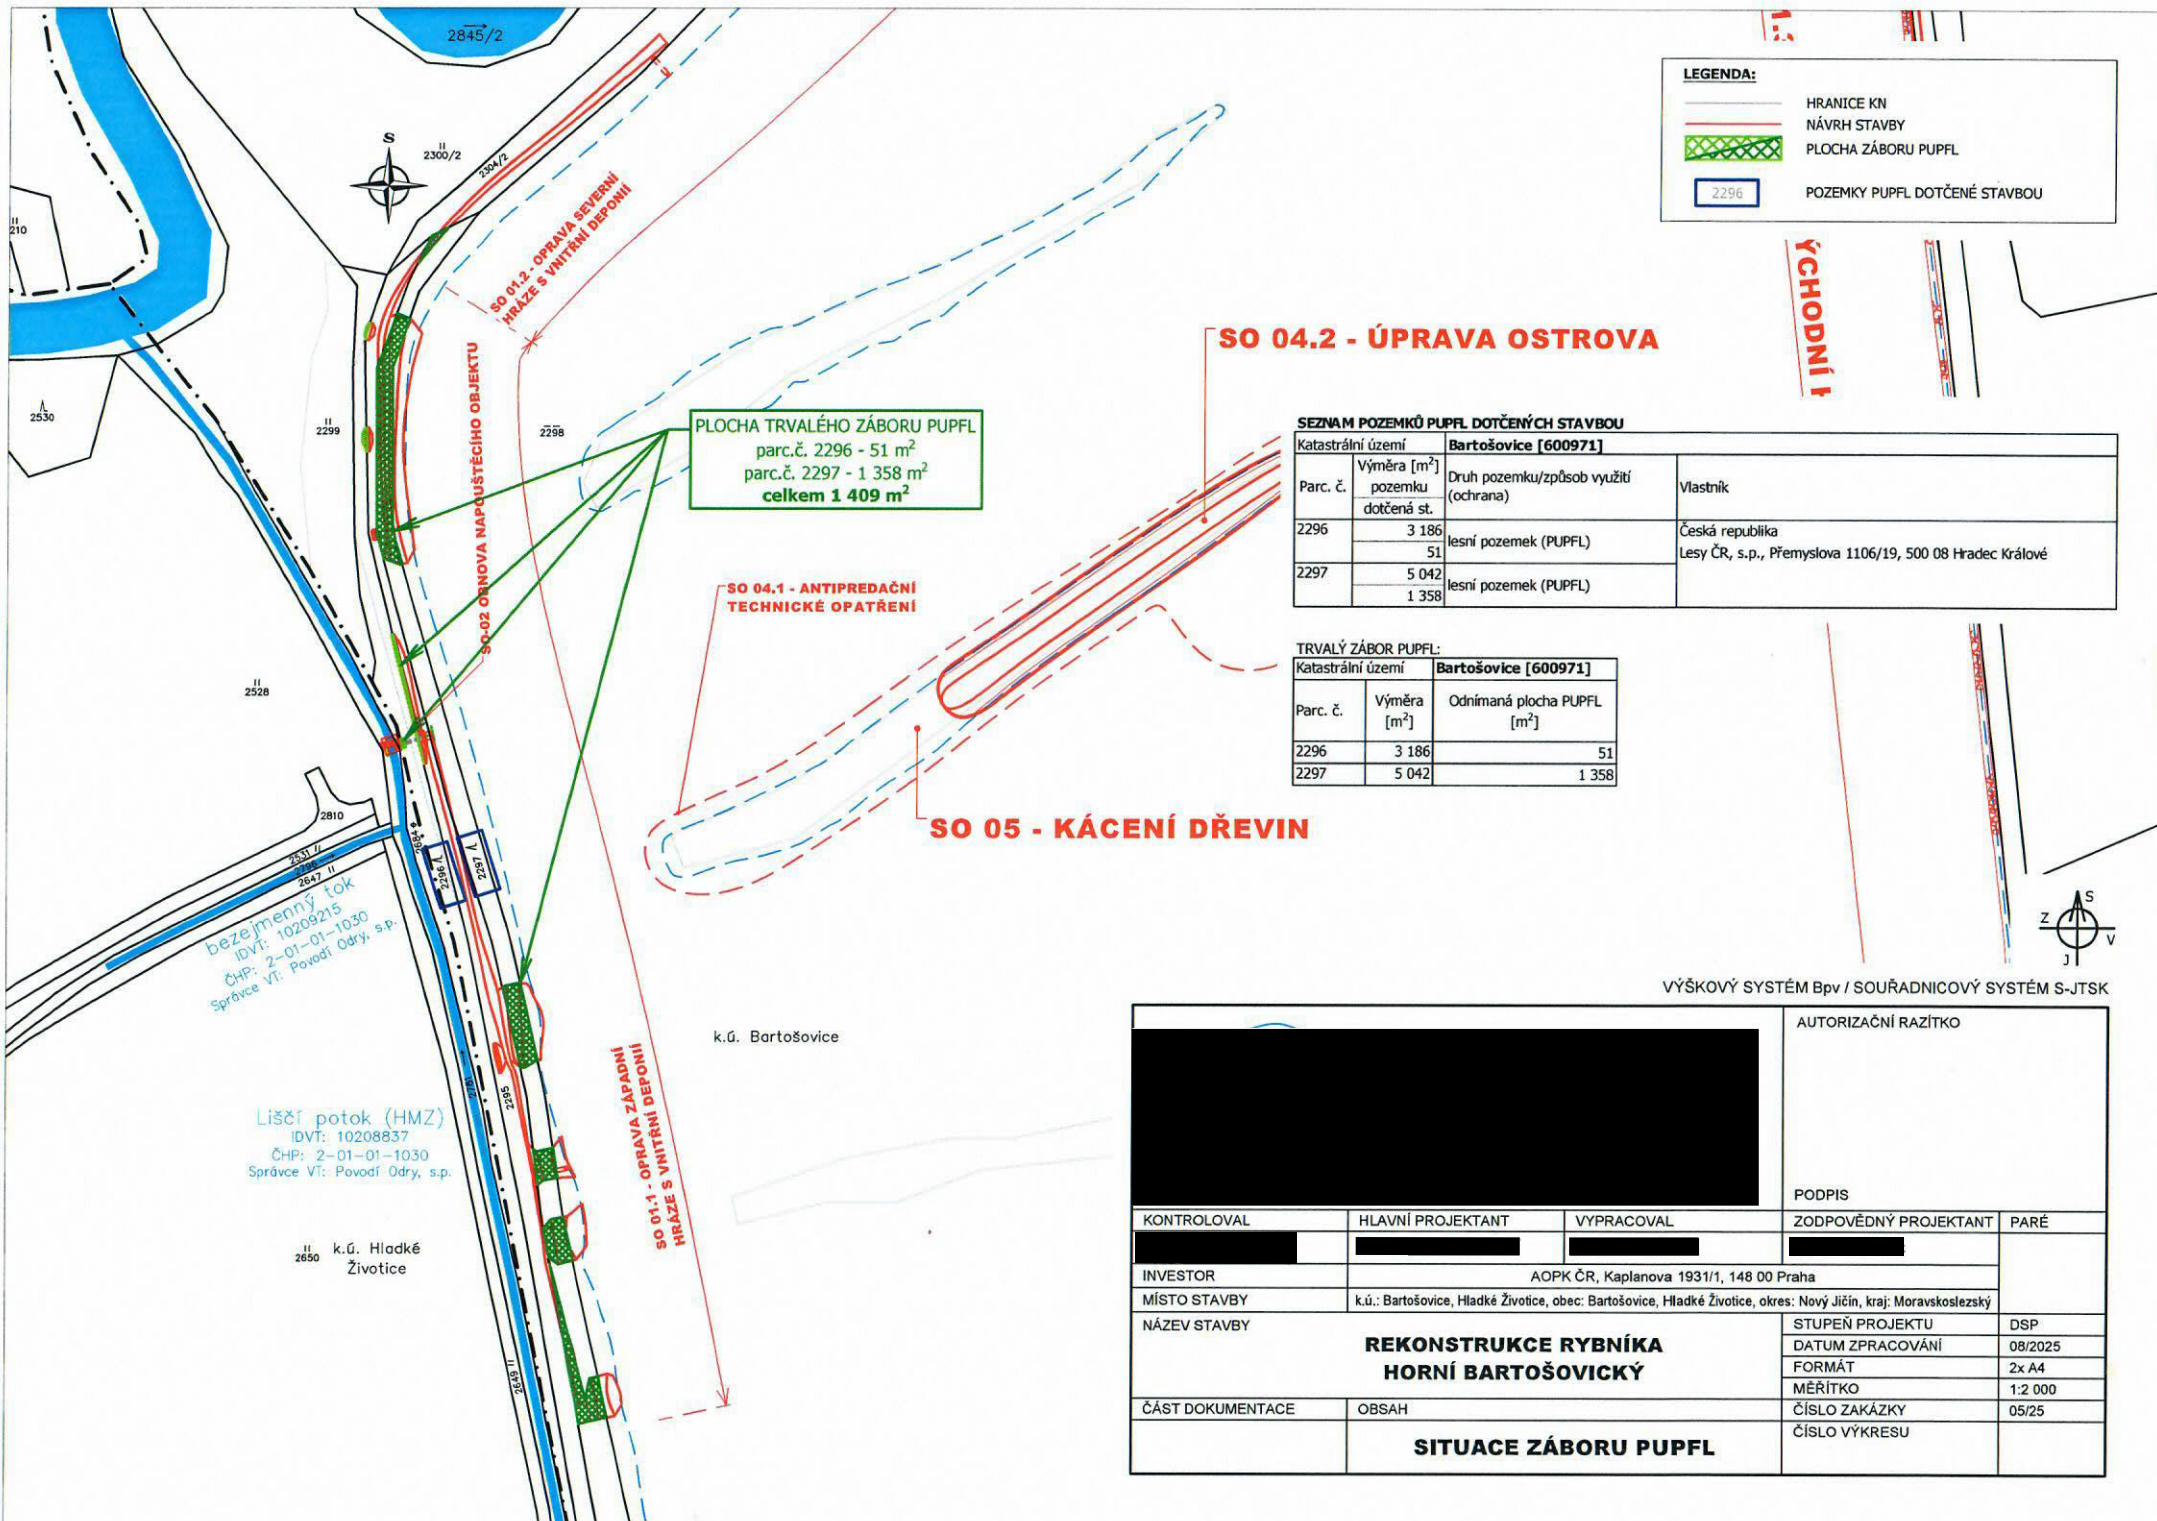 2845/2
S
2300/2
2304/2
210
SO 01.2 - OPRAVA SEVERNÍ
HRÁZE S VNITŘNÍ DEPONIÍ
2530
2299
2298
SO-02 OBNOVA NAPOUŠTĚCÍHO OBJEKTU
PLOCHA TRVALÉHO ZÁBORU PUPFL
parc.č. 2296 - 51 m²
parc.č. 2297 - 1 358 m²
celkem 1 409 m²
SO 04.1 - ANTIPREDAČNÍ
TECHNICKÉ OPATŘENÍ
SO 04.2 - ÚPRAVA OSTROVA
SO 05 - KÁCENÍ DŘEVIN
2528
2810
2531
2647
2296
2297
bezejmenný tok
IDVT: 10209215
ČHP: 2-01-01-1030
Správce VT: Povodí Odry, s.p.
2295
2761
Liščí potok (HMZ)
IDVT: 10208837
ČHP: 2-01-01-1030
Správce VT: Povodí Odry, s.p.
k.ú. Bartošovice
SO 01.1 - OPRAVA ZÁPADNÍ
HRÁZE S VNITŘNÍ DEPONIÍ
2650
k.ú. Hladké
Životice
2649
ÝCHODNÍ
LEGENDA:
HRANICE KN
NÁVRH STAVBY
PLOCHA ZÁBORU PUPFL
2296 POZEMKY PUPFL DOTČENÉ STAVBOU
SEZNAM POZEMKŮ PUPFL DOTČENÝCH STAVBOU
Katastrální území Bartošovice [600971]
Parc. č. Výměra [m²] pozemku dotčená st. Druh pozemku/způsob využití (ochrana) Vlastník
2296 3 186 lesní pozemek (PUPFL) Česká republika
51 Lesy ČR, s.p., Přemyslova 1106/19, 500 08 Hradec Králové
2297 5 042 lesní pozemek (PUPFL)
1 358
TRVALÝ ZÁBOR PUPFL:
Katastrální území Bartošovice [600971]
Parc. č. Výměra [m²] Odnímaná plocha PUPFL [m²]
2296 3 186 51
2297 5 042 1 358
S
Z V
J
VÝŠKOVÝ SYSTÉM Bpv / SOUŘADNICOVÝ SYSTÉM S-JTSK
AUTORIZAČNÍ RAZÍTKO
PODPIS
KONTROLOVAL HLAVNÍ PROJEKTANT VYPRACOVAL ZODPOVĚDNÝ PROJEKTANT PARÉ
INVESTOR AOPK ČR, Kaplanova 1931/1, 148 00 Praha
MÍSTO STAVBY k.ú.: Bartošovice, Hladké Životice, obec: Bartošovice, Hladké Životice, okres: Nový Jičín, kraj: Moravskoslezský
NÁZEV STAVBY
REKONSTRUKCE RYBNÍKA
HORNÍ BARTOŠOVICKÝ
STUPEŇ PROJEKTU DSP
DATUM ZPRACOVÁNÍ 08/2025
FORMÁT 2x A4
MĚŘÍTKO 1:2 000
ČÍSLO ZAKÁZKY 05/25
ČÍSLO VÝKRESU
ČÁST DOKUMENTACE OBSAH
SITUACE ZÁBORU PUPFL